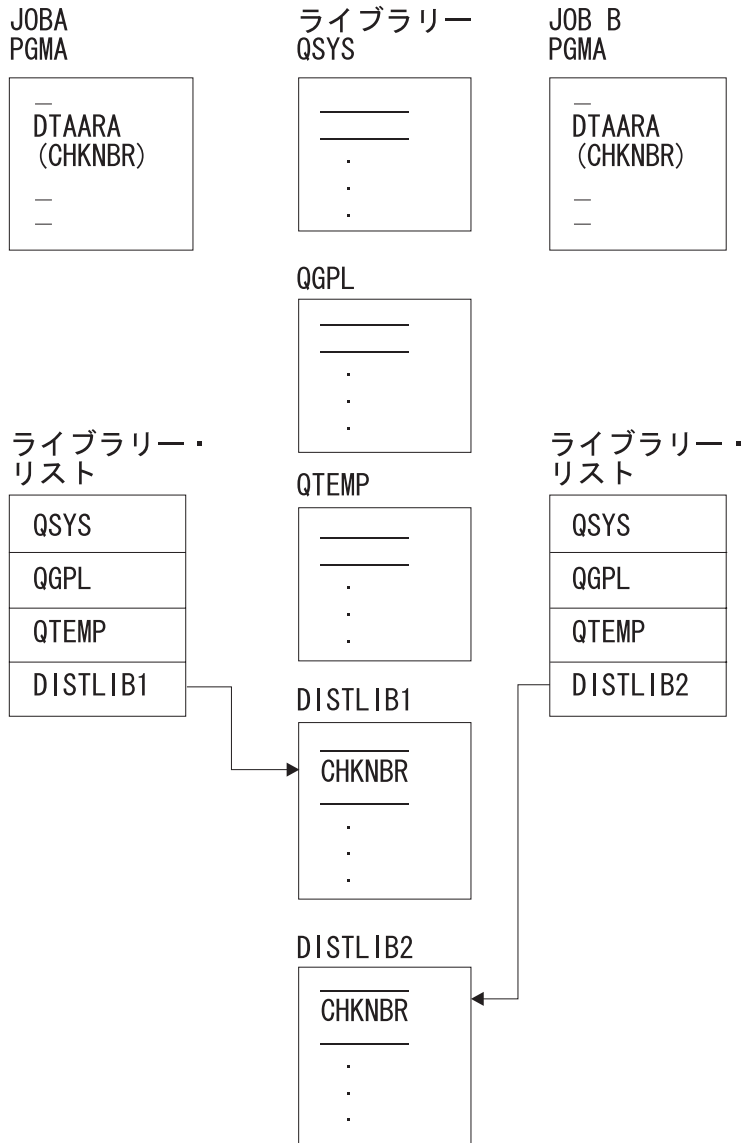 JOBA
PGMA
DTAARA
(CHKNBR)
ライブラリー・
リスト
QSYS
QGPL
QTEMP
DISTLIB1
ライブラリー
QSYS
QGPL
QTEMP
DISTLIB1
CHKNBR
DISTLIB2
CHKNBR
JOB B
PGMA
DTAARA
(CHKNBR)
ライブラリー・
リスト
QSYS
QGPL
QTEMP
DISTLIB2